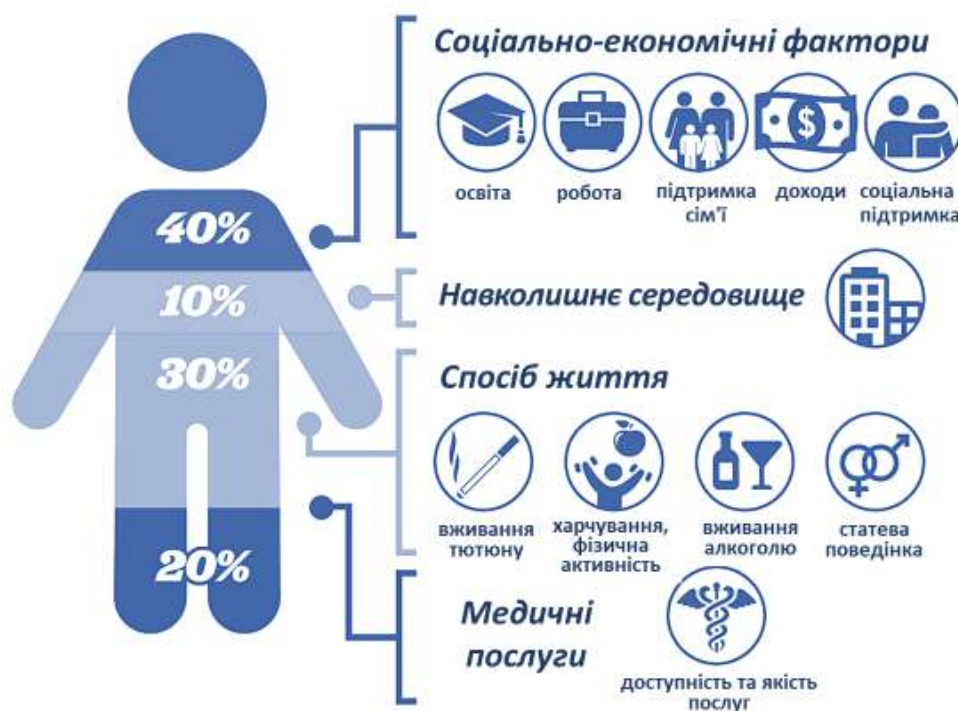 Соціально-економічні фактори
$
освіта
робота
підтримка
сім'ї
доходи
соціальна
підтримка
40%
10%
Навколишнє середовище
30%
Спосіб життя
вживання
тютюну
харчування,
фізична
активність
вживання
алкоголю
статева
поведінка
20%
Медичні
послуги
доступність та якість
послуг